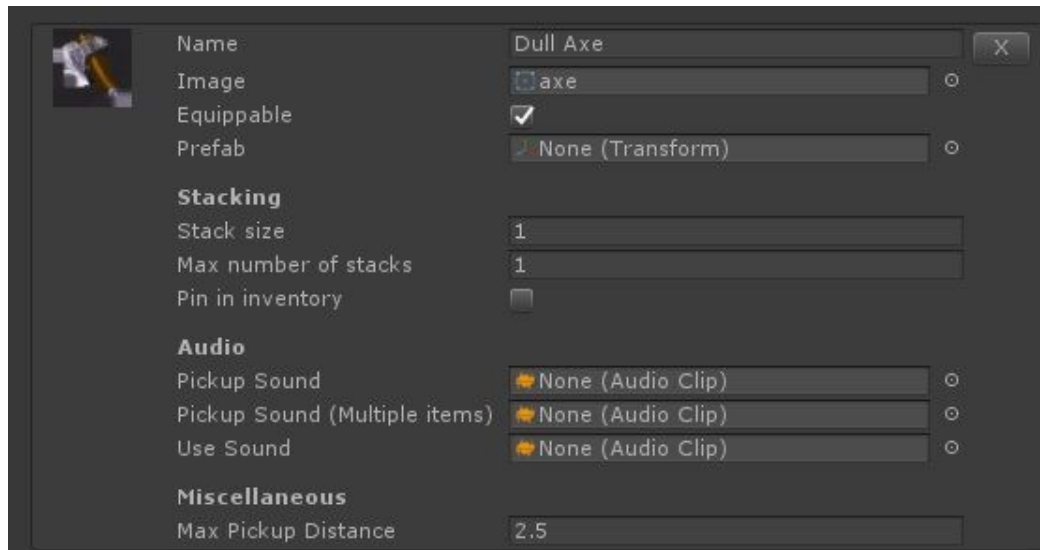 Name Dull Axe X
Image axe
Equippable
Prefab None (Transform)
Stacking
Stack size 1
Max number of stacks 1
Pin in inventory
Audio
Pickup Sound None (Audio Clip)
Pickup Sound (Multiple items) None (Audio Clip)
Use Sound None (Audio Clip)
Miscellaneous
Max Pickup Distance 2.5